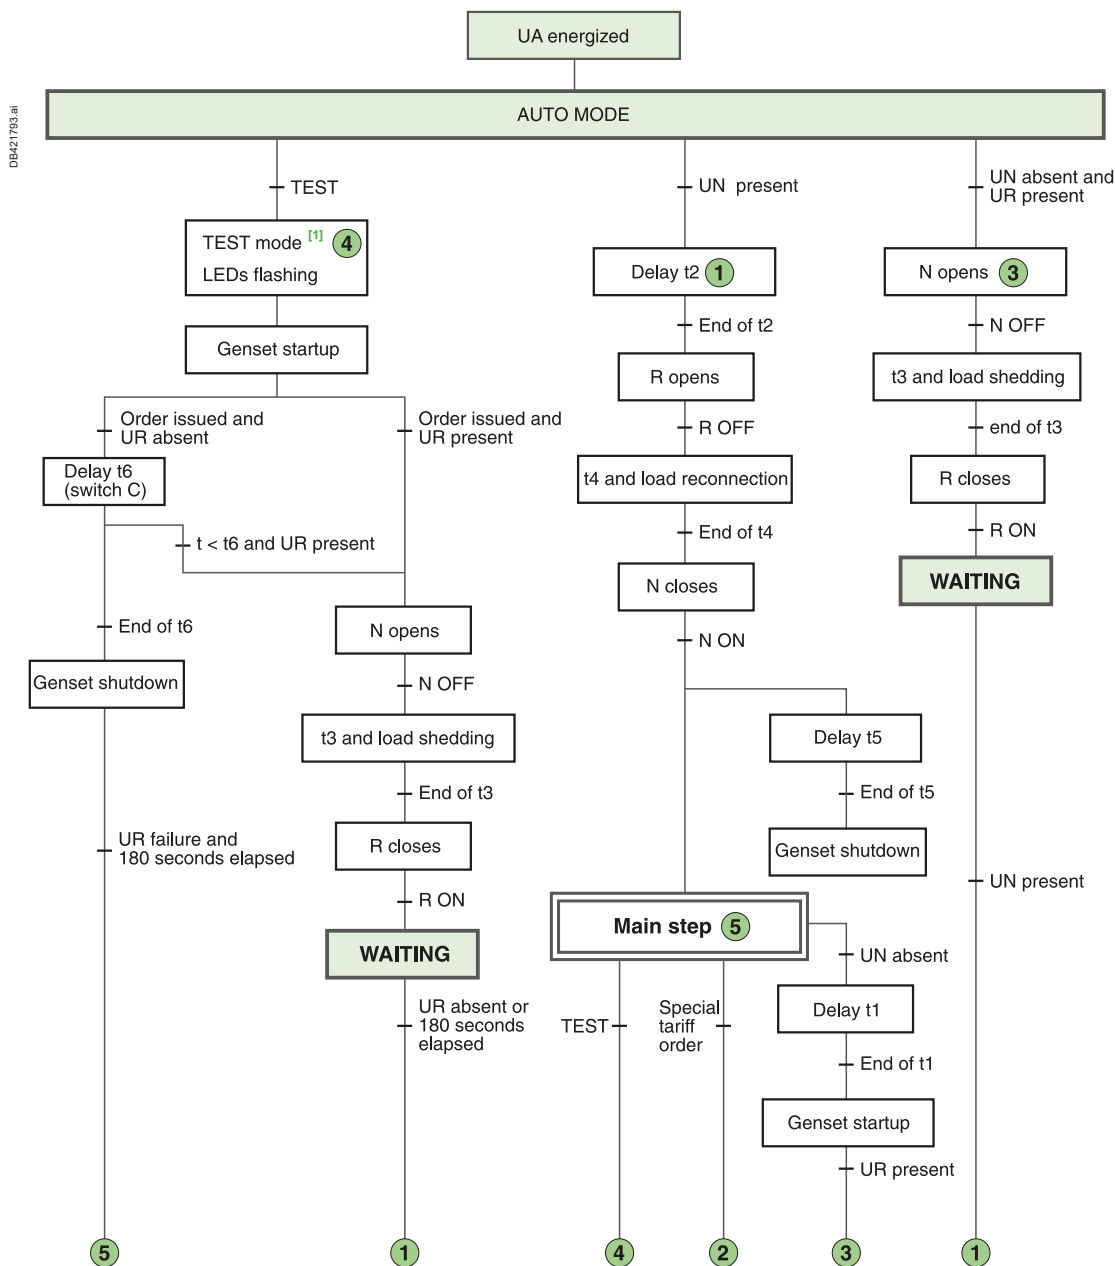 UA energized
DB421793.ai
AUTO MODE
TEST
UN present
UN absent and
UR present
TEST mode [1] 4
LEDs flashing
Delay t2 1
N opens 3
End of t2
N OFF
Genset startup
R opens
t3 and load shedding
Order issued and
UR absent
Order issued and
UR present
R OFF
end of t3
Delay t6
(switch C)
t4 and load reconnection
R closes
t < t6 and UR present
End of t4
R ON
N closes
WAITING
End of t6
N opens
N ON
Genset shutdown
N OFF
t3 and load shedding
Delay t5
End of t3
End of t5
UR failure and
180 seconds elapsed
R closes
Genset shutdown
UN present
R ON
Main step 5
WAITING
UN absent
UR absent or
180 seconds
elapsed
TEST
Special
tariff
order
Delay t1
End of t1
Genset startup
UR present
5
1
4
2
3
1